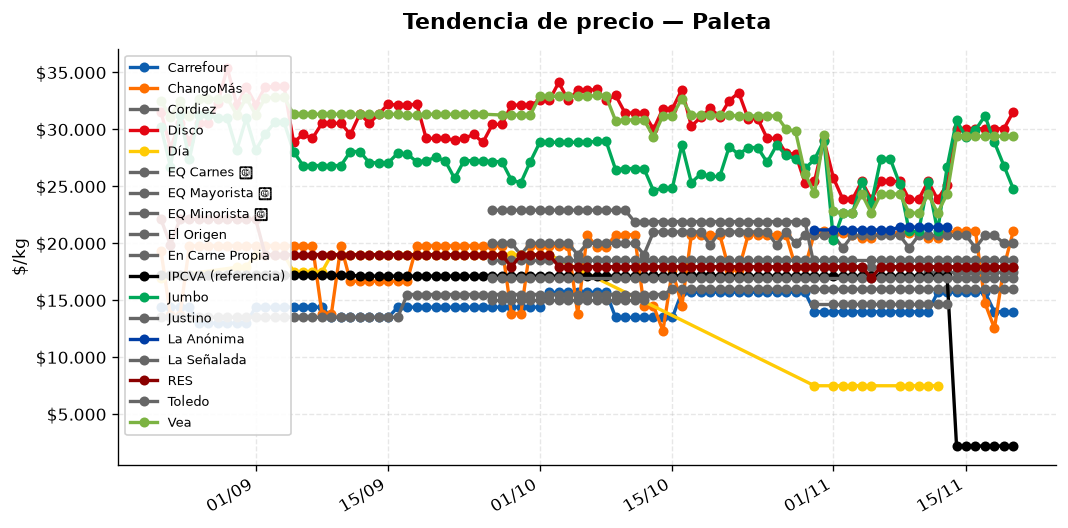 Tendencia de precio — Paleta
$/kg
$35.000
$30.000
$25.000
$20.000
$15.000
$10.000
$5.000
Carrefour
ChangoMás
Cordiez
Disco
Día
EQ Carnes
EQ Mayorista
EQ Minorista
El Origen
En Carne Propia
IPCVA (referencia)
Jumbo
Justino
La Anónima
La Señalada
RES
Toledo
Vea
01/09
15/09
01/10
15/10
01/11
15/11